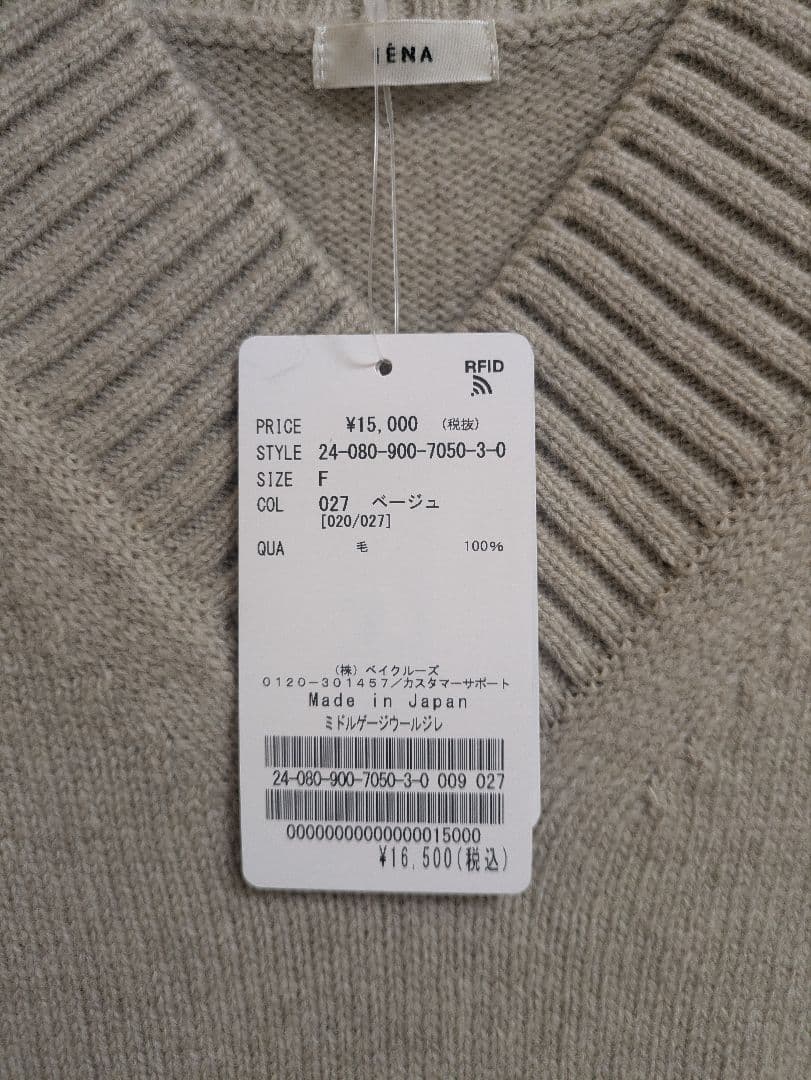 IÉNA
RFID
PRICE ¥15,000 (税抜)
STYLE 24-080-900-7050-3-0
SIZE F
COL 027 ベージュ
[020/027]
QUA 毛 100%
(株)ベイクルーズ
0120-301457/カスタマーサポート
Made in Japan
ミドルゲージウールジレ
24-080-900-7050-3-0 009 027
00000000000000015000
¥16,500(税込)